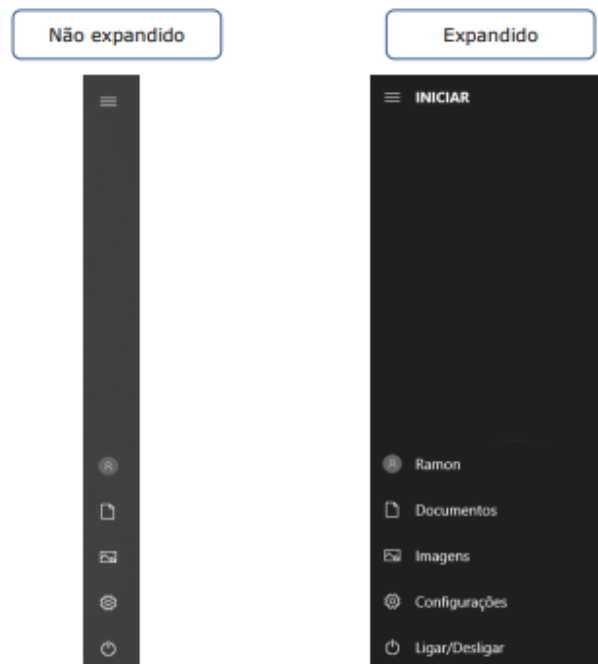 Não expandido
Expandido
INICIAR
Ramon
Documentos
Imagens
Configurações
Ligar/Desligar